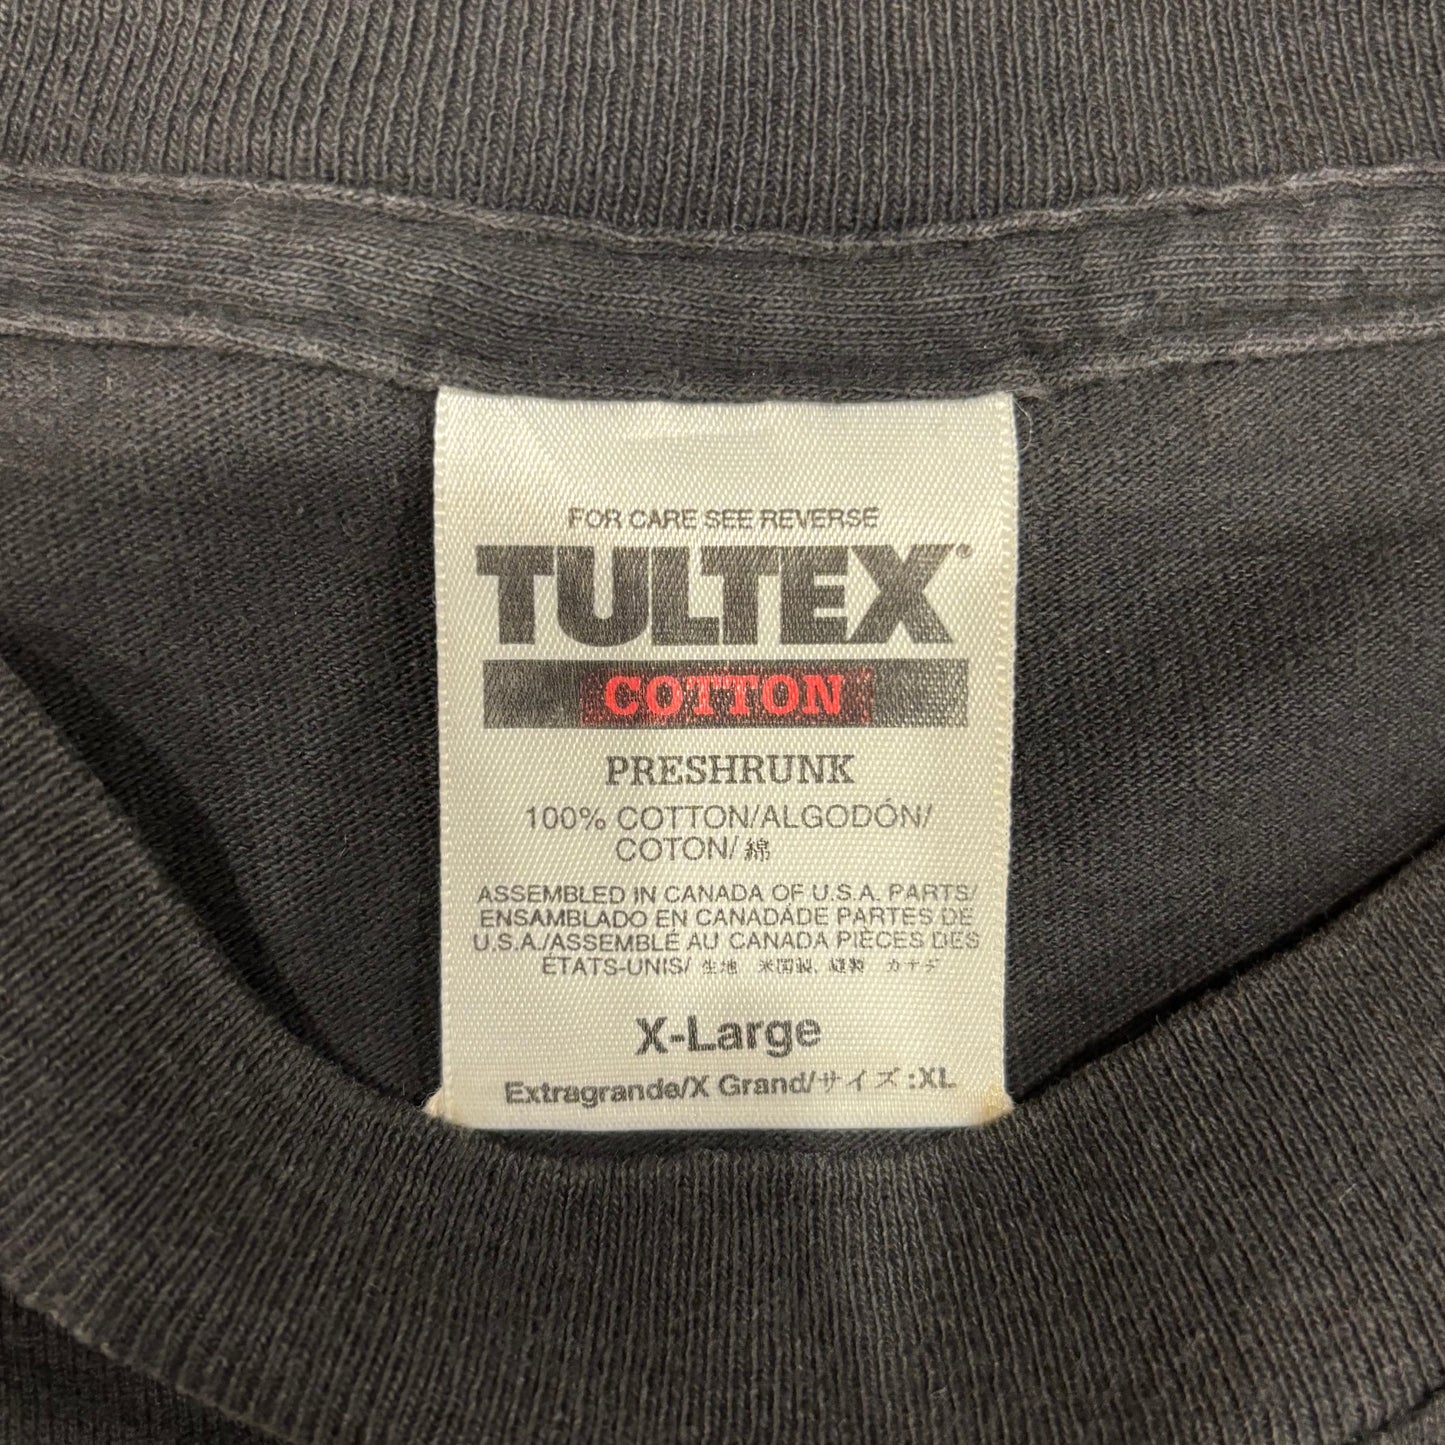 FOR CARE SEE REVERSE
TULTEX®
COTTON
PRESHRUNK
100% COTTON/ALGODÓN/
COTON/綿
ASSEMBLED IN CANADA OF U.S.A. PARTS/
ENSAMBLADO EN CANADÁDE PARTES DE
U.S.A./ASSEMBLÉ AU CANADA PIÈCES DES
ÉTATS-UNIS/ 生地 米国製, 縫製 カナダ
X-Large
Extragrande/X Grand/サイズ:XL